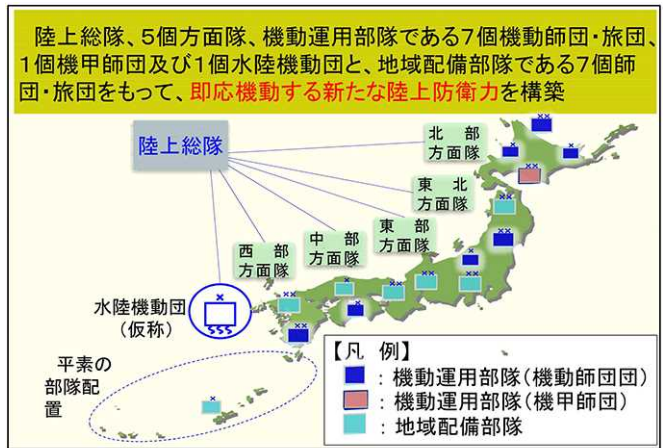 陸上総隊、5個方面隊、機動運用部隊である7個機動師団・旅団、
1個機甲師団及び1個水陸機動団と、地域配備部隊である7個師
団・旅団をもって、即応機動する新たな陸上防衛力を構築
陸上総隊
北 部
方面隊
東 北
方面隊
東 部
方面隊
中 部
方面隊
西 部
方面隊
水陸機動団
(仮称)
平素の
部隊配
置
【凡 例】
:機動運用部隊(機動師団団)
:機動運用部隊(機甲師団)
:地域配備部隊